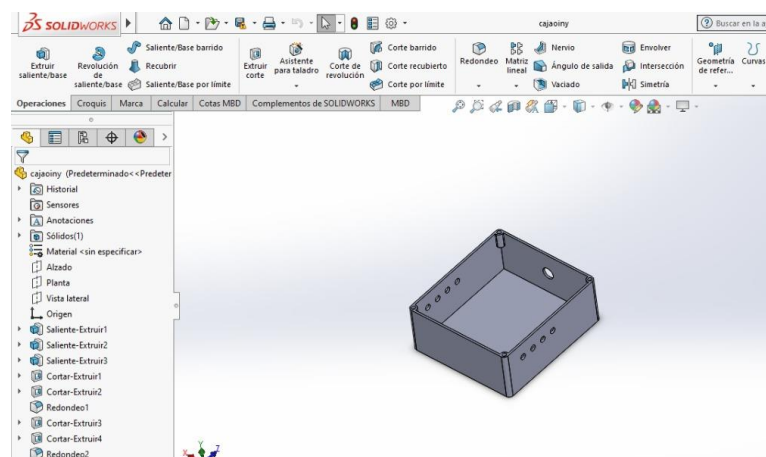 DS SOLIDWORKS
cajaoiny
Buscar en la a
Extruir saliente/base
Revolución de saliente/base
Saliente/Base barrido
Recubrir
Saliente/Base por límite
Extruir corte
Asistente para taladro
Corte de revolución
Corte barrido
Corte recubierto
Corte por límite
Redondeo
Matriz lineal
Nervio
Ángulo de salida
Vaciado
Envolver
Intersección
Simetría
Geometría de refer...
Curvas
Operaciones
Croquis
Marca
Calcular
Cotas MBD
Complementos de SOLIDWORKS
MBD
cajaoiny (Predeterminado<<Predeter
Historial
Sensores
Anotaciones
Sólidos(1)
Material <sin especificar>
Alzado
Planta
Vista lateral
Origen
Saliente-Extruir1
Saliente-Extruir2
Saliente-Extruir3
Cortar-Extruir1
Cortar-Extruir2
Redondeo1
Cortar-Extruir3
Cortar-Extruir4
Redondeo2